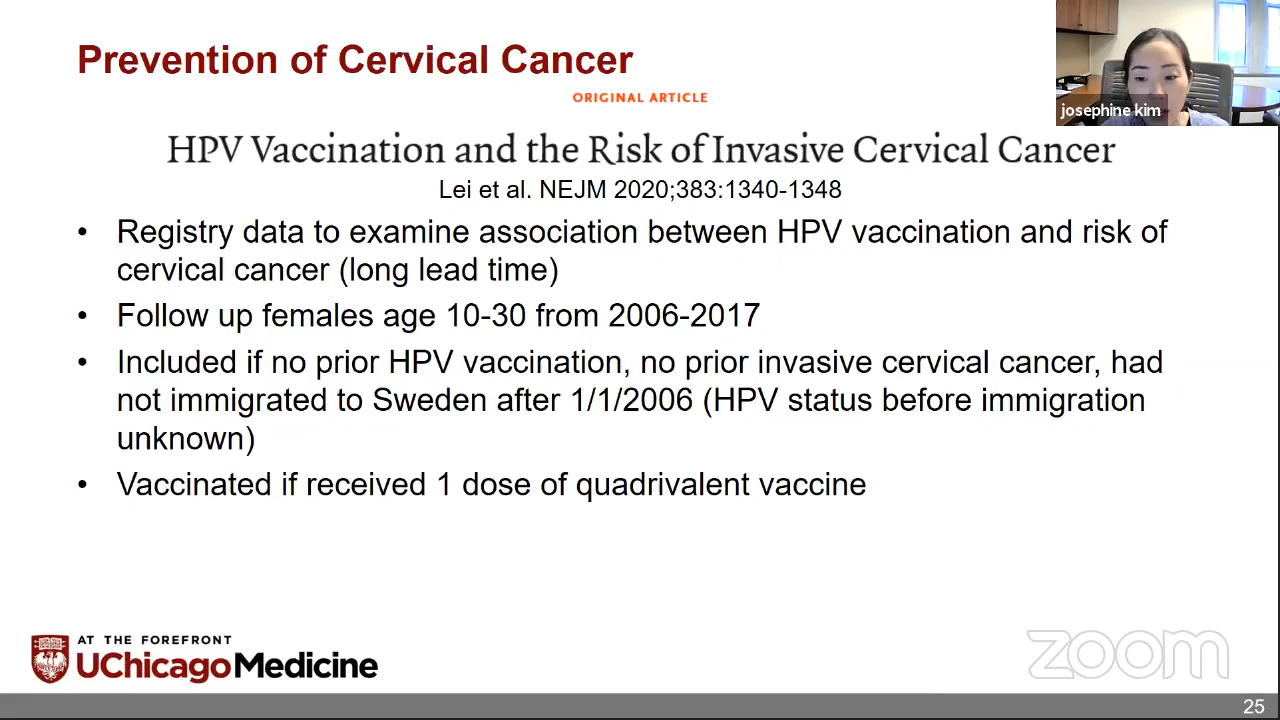 Prevention of Cervical Cancer
ORIGINAL ARTICLE
josephine kim
HPV Vaccination and the Risk of Invasive Cervical Cancer
Lei et al. NEJM 2020;383:1340-1348
• Registry data to examine association between HPV vaccination and risk of
cervical cancer (long lead time)
• Follow up females age 10-30 from 2006-2017
• Included if no prior HPV vaccination, no prior invasive cervical cancer, had
not immigrated to Sweden after 1/1/2006 (HPV status before immigration
unknown)
• Vaccinated if received 1 dose of quadrivalent vaccine
AT THE FOREFRONT
UChicagoMedicine
zoom
25